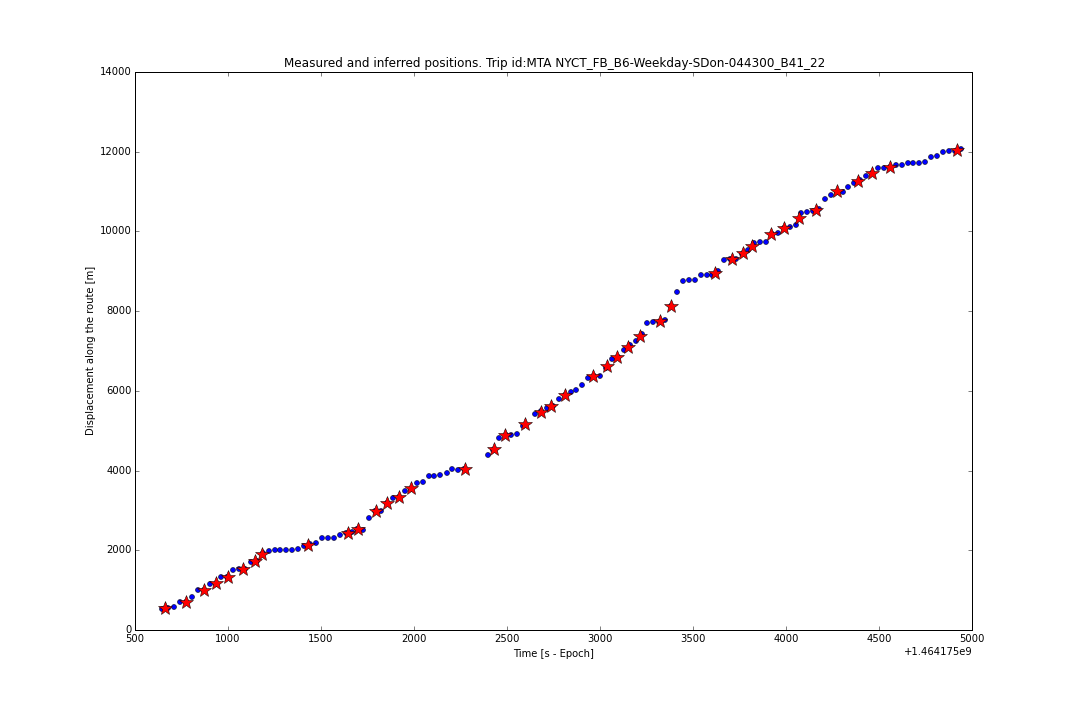 Measured and inferred positions. Trip id:MTA NYCT_FB_B6-Weekday-SDon-044300_B41_22
14000
12000
10000
8000
6000
4000
2000
0
Displacement along the route [m]
500 1000 1500 2000 2500 3000 3500 4000 4500 5000
Time [s - Epoch]
+1.464175e9